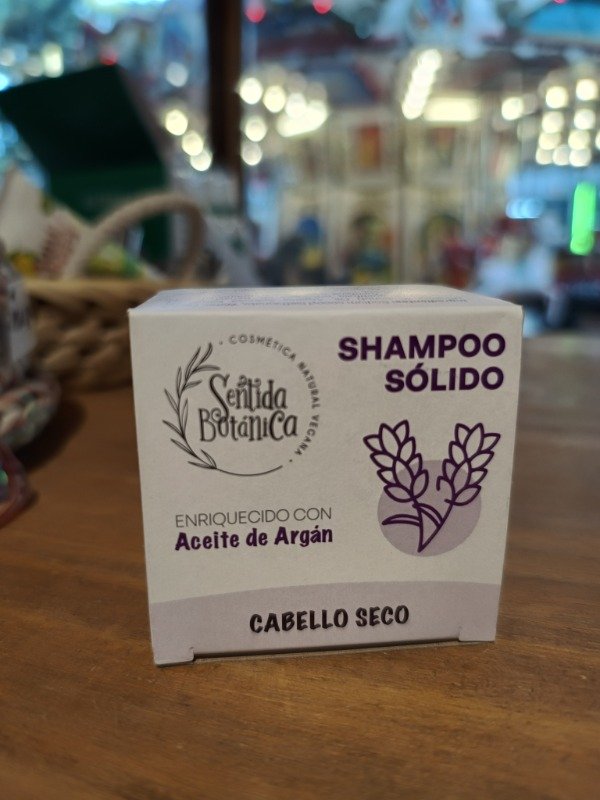 · COSMÉTICA NATURAL VEGANA ·
Sentida
Botánica
SHAMPOO
SÓLIDO
ENRIQUECIDO CON
Aceite de Argán
CABELLO SECO